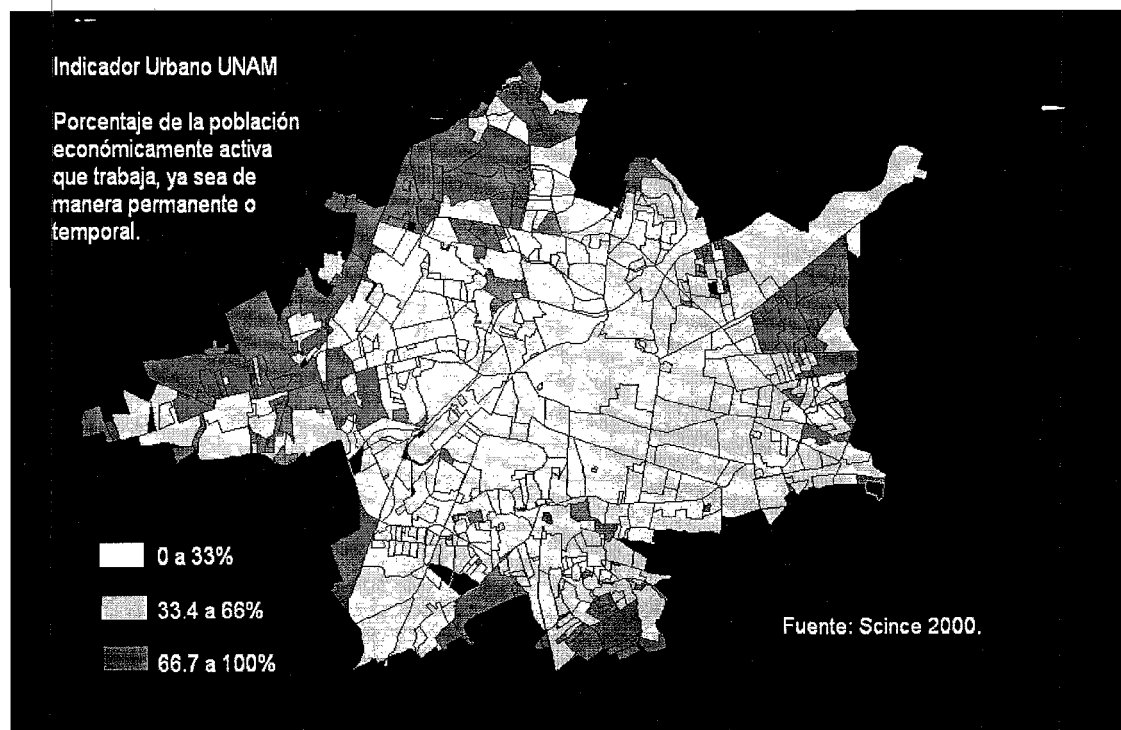 Indicador Urbano UNAM
Porcentaje de la población
económicamente activa
que trabaja, ya sea de
manera permanente o
temporal.
0 a 33%
33.4 a 66%
66.7 a 100%
Fuente: Scince 2000.